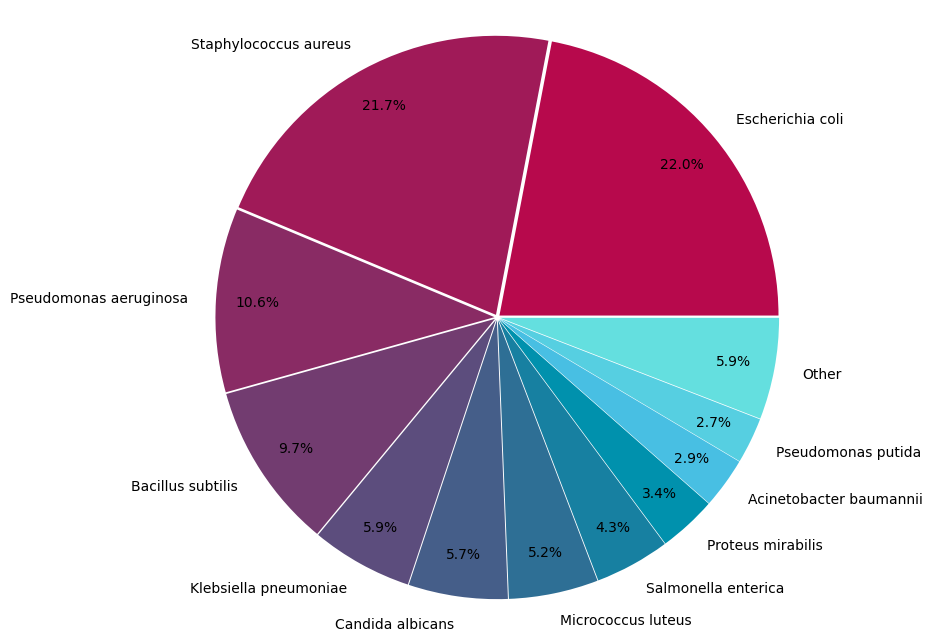 Staphylococcus aureus
21.7%
Escherichia coli
22.0%
Pseudomonas aeruginosa
10.6%
Bacillus subtilis
9.7%
Klebsiella pneumoniae
5.9%
Candida albicans
5.7%
Micrococcus luteus
5.2%
Salmonella enterica
4.3%
Proteus mirabilis
3.4%
Acinetobacter baumannii
2.9%
Pseudomonas putida
2.7%
Other
5.9%